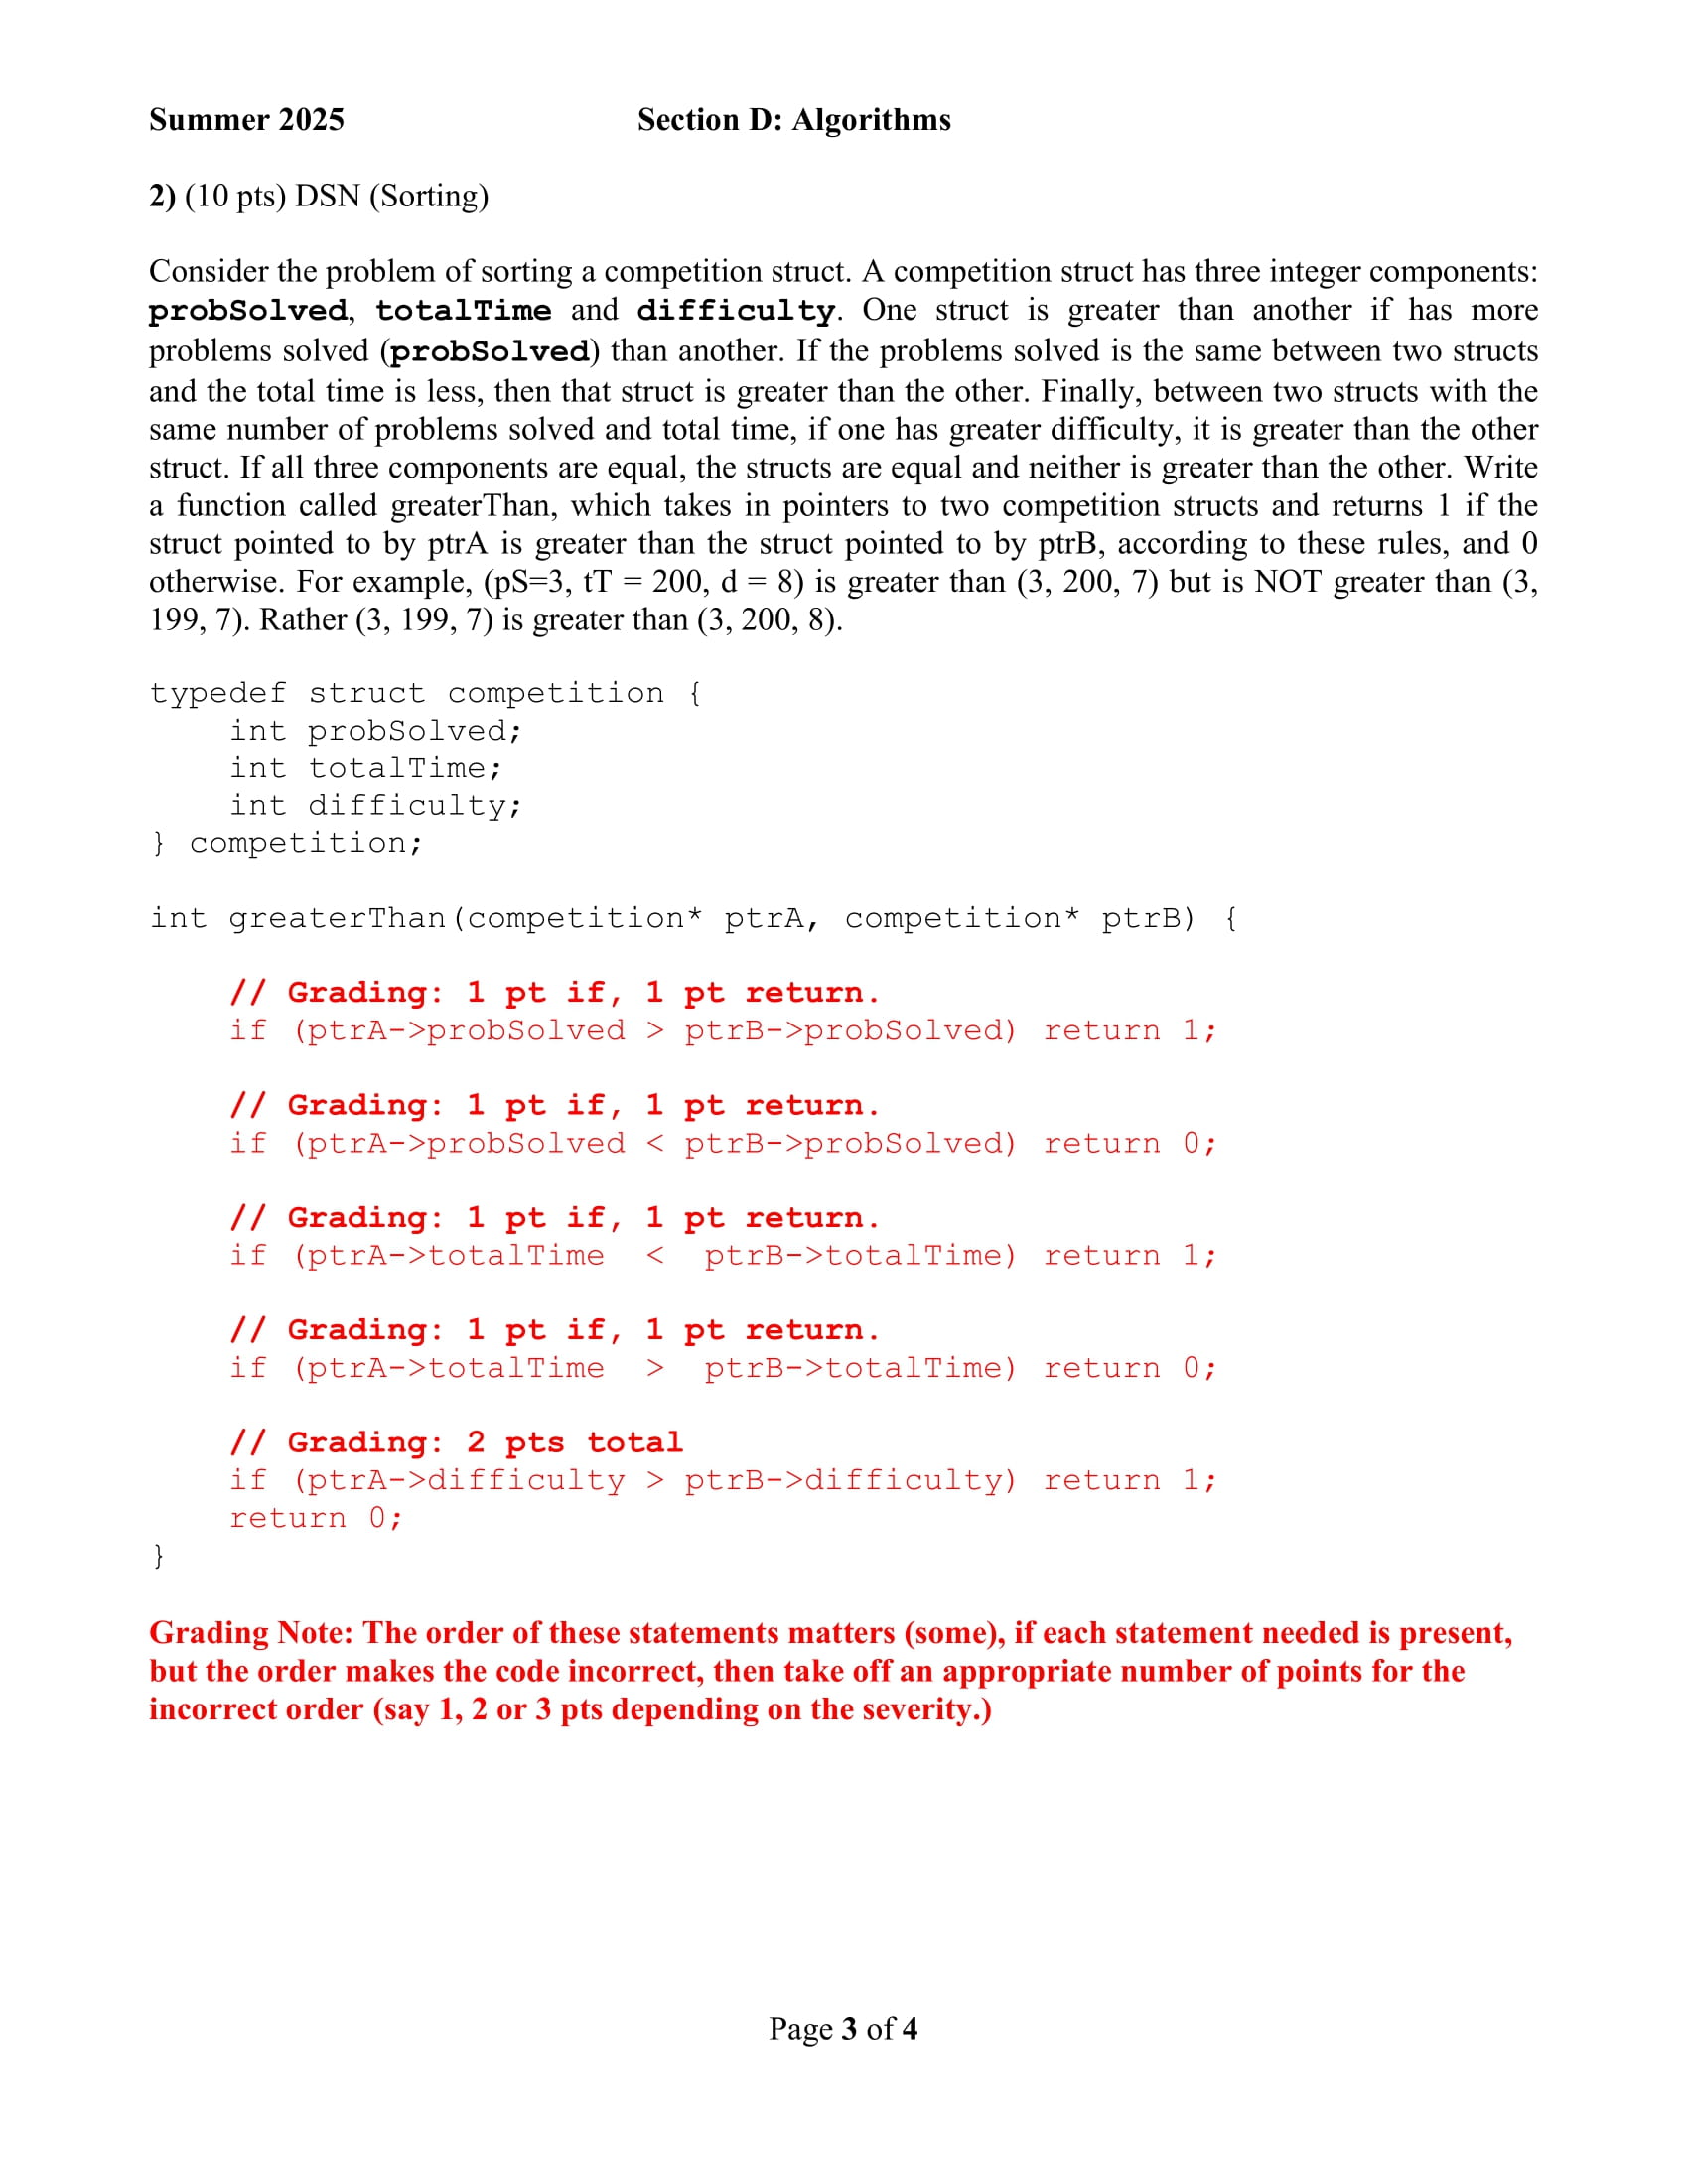 Summer 2025 Section D: Algorithms
2) (10 pts) DSN (Sorting)
Consider the problem of sorting a competition struct. A competition struct has three integer components:
probSolved, totalTime and difficulty. One struct is greater than another if has more
problems solved (probSolved) than another. If the problems solved is the same between two structs
and the total time is less, then that struct is greater than the other. Finally, between two structs with the
same number of problems solved and total time, if one has greater difficulty, it is greater than the other
struct. If all three components are equal, the structs are equal and neither is greater than the other. Write
a function called greaterThan, which takes in pointers to two competition structs and returns 1 if the
struct pointed to by ptrA is greater than the struct pointed to by ptrB, according to these rules, and 0
otherwise. For example, (pS=3, tT = 200, d = 8) is greater than (3, 200, 7) but is NOT greater than (3,
199, 7). Rather (3, 199, 7) is greater than (3, 200, 8).
typedef struct competition {
    int probSolved;
    int totalTime;
    int difficulty;
} competition;
int greaterThan(competition* ptrA, competition* ptrB) {
    // Grading: 1 pt if, 1 pt return.
    if (ptrA->probSolved > ptrB->probSolved) return 1;
    // Grading: 1 pt if, 1 pt return.
    if (ptrA->probSolved < ptrB->probSolved) return 0;
    // Grading: 1 pt if, 1 pt return.
    if (ptrA->totalTime  <  ptrB->totalTime) return 1;
    // Grading: 1 pt if, 1 pt return.
    if (ptrA->totalTime  >  ptrB->totalTime) return 0;
    // Grading: 2 pts total
    if (ptrA->difficulty > ptrB->difficulty) return 1;
    return 0;
}
Grading Note: The order of these statements matters (some), if each statement needed is present,
but the order makes the code incorrect, then take off an appropriate number of points for the
incorrect order (say 1, 2 or 3 pts depending on the severity.)
Page 3 of 4